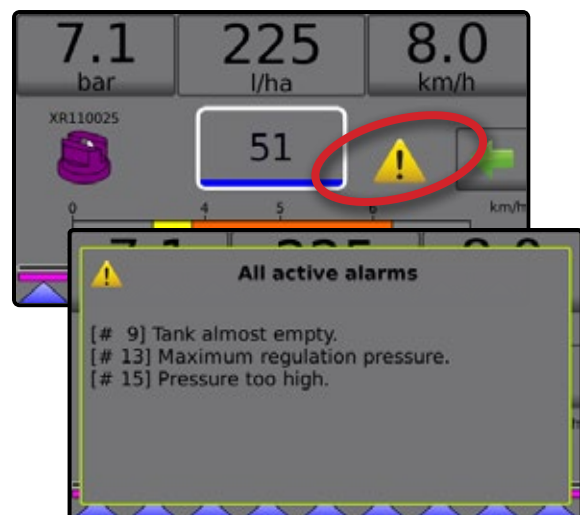 7.1 225 8.0
bar l/ha km/h
XR110025
51
0 4 5 6 km/h
All active alarms
[# 9] Tank almost empty.
[# 13] Maximum regulation pressure.
[# 15] Pressure too high.